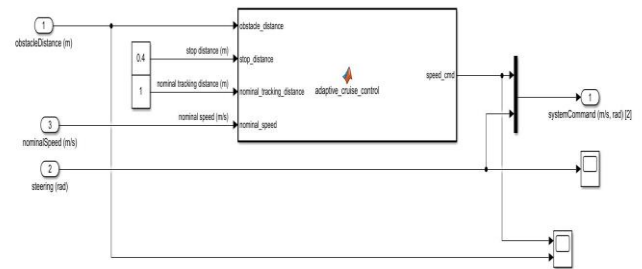 1
obstacleDistance (m)
obstacle_distance
0.4
stop distance (m)
stop_distance
1
nominal tracking distance (m)
nominal_tracking_distance
adaptive_cruise_control
speed_cmd
3
nominalSpeed (m/s)
nominal speed (m/s)
nominal_speed
2
steering (rad)
1
systemCommand (m/s, rad) [2]